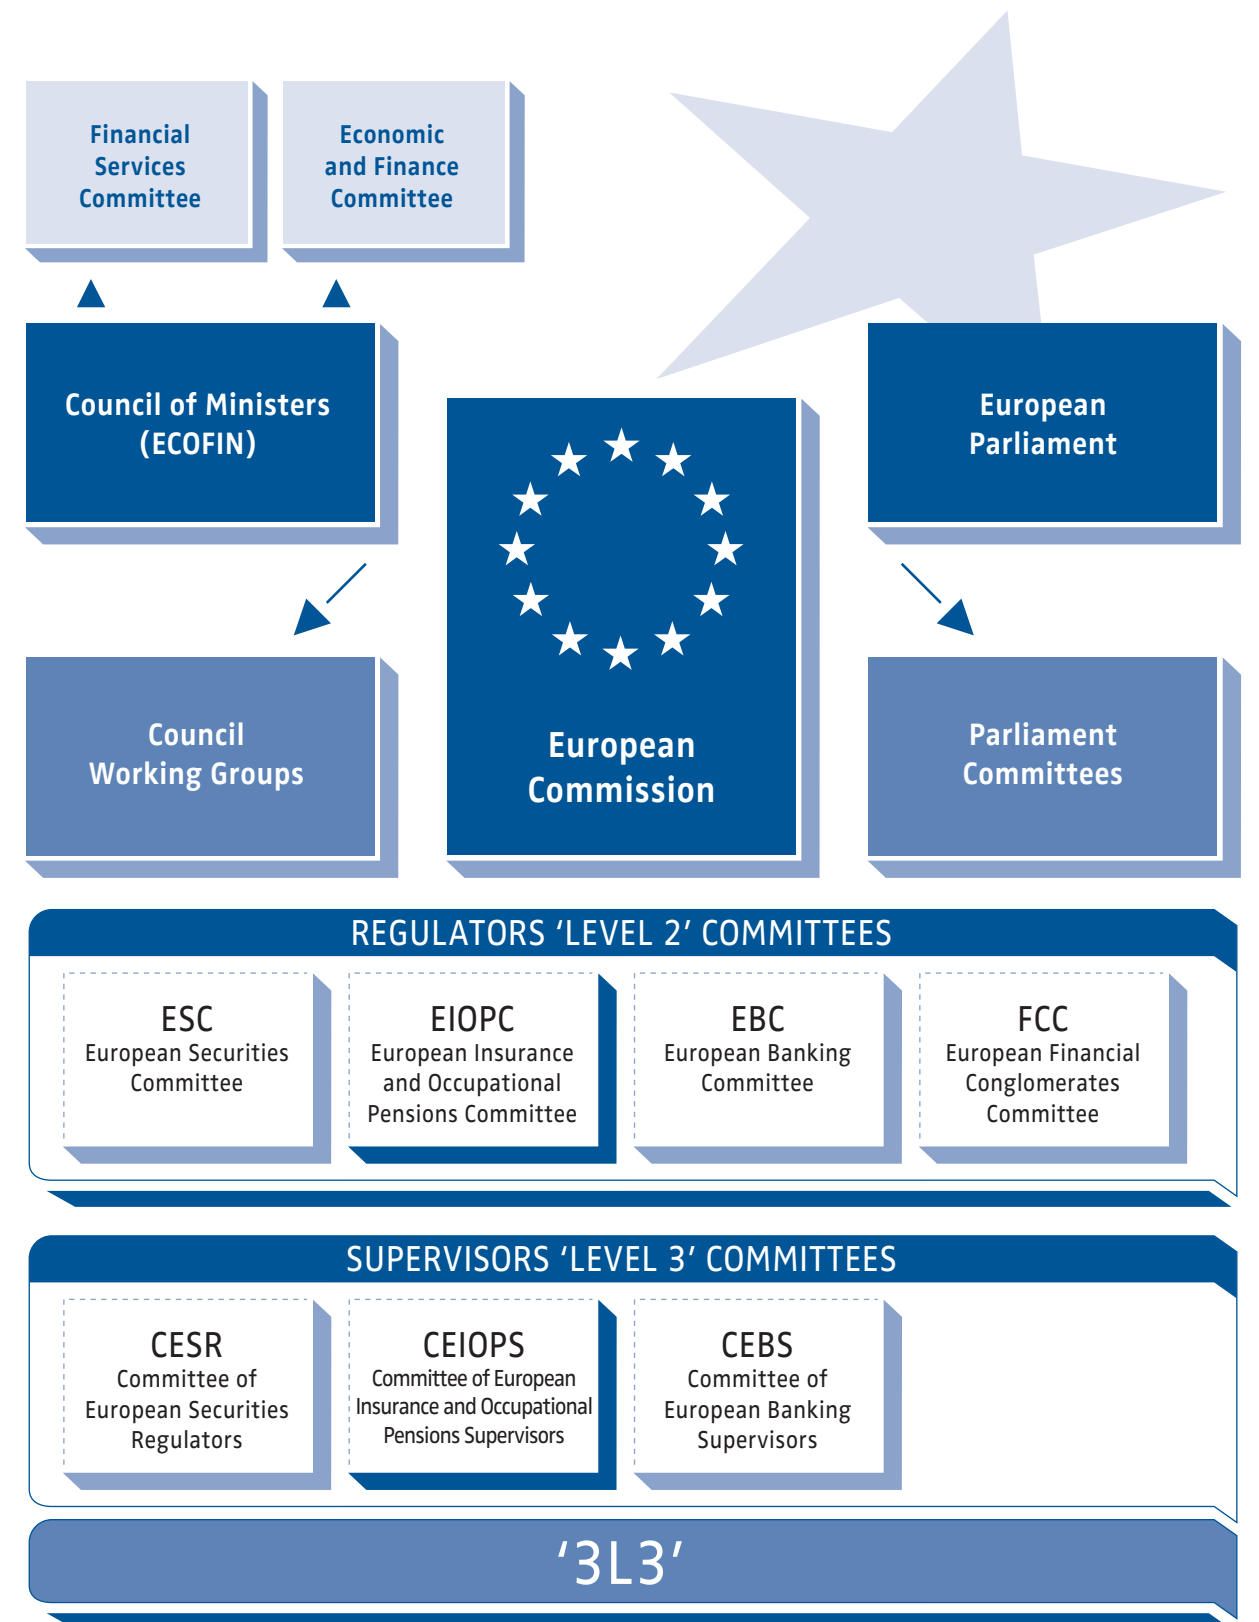 Financial
Services
Committee
Economic
and Finance
Committee
Council of Ministers
(ECOFIN)
European
Parliament
European
Commission
Council
Working Groups
Parliament
Committees
REGULATORS ‘LEVEL 2’ COMMITTEES
ESC
European Securities
Committee
EIOPC
European Insurance
and Occupational
Pensions Committee
EBC
European Banking
Committee
FCC
European Financial
Conglomerates
Committee
SUPERVISORS ‘LEVEL 3’ COMMITTEES
CESR
Committee of
European Securities
Regulators
CEIOPS
Committee of European
Insurance and Occupational
Pensions Supervisors
CEBS
Committee of
European Banking
Supervisors
‘3L3’